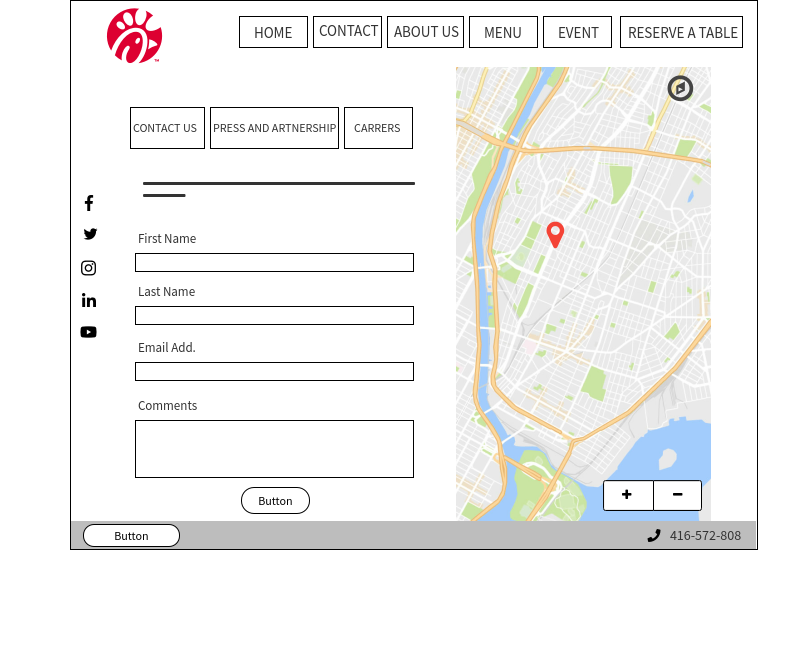 HOME
CONTACT
ABOUT US
MENU
EVENT
RESERVE A TABLE
CONTACT US
PRESS AND ARTNERSHIP
CARRERS
First Name
Last Name
Email Add.
Comments
Button
+
−
Button
416-572-808